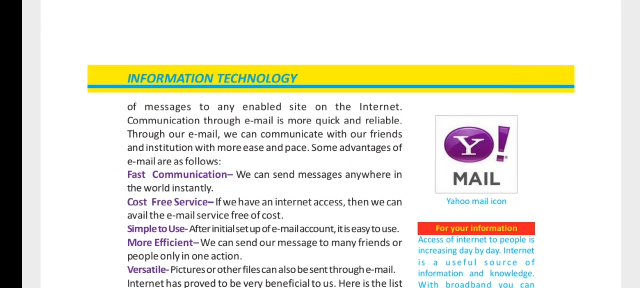 INFORMATION TECHNOLOGY
of messages to any enabled site on the Internet.
Communication through e-mail is more quick and reliable.
Through our e-mail, we can communicate with our friends
and institution with more ease and pace. Some advantages of
e-mail are as follows:
Fast Communication– We can send messages anywhere in
the world instantly.
Cost Free Service– If we have an internet access, then we can
avail the e-mail service free of cost.
Simple to Use- After initial set up of e-mail account, it is easy to use.
More Efficient– We can send our message to many friends or
people only in one action.
Versatile- Pictures or other files can also be sent through e-mail.
Internet has proved to be very beneficial to us. Here is the list
Y!
MAIL
Yahoo mail icon
For your information
Access of internet to people is
increasing day by day. Internet
is a useful source of
information and knowledge.
With broadband you can